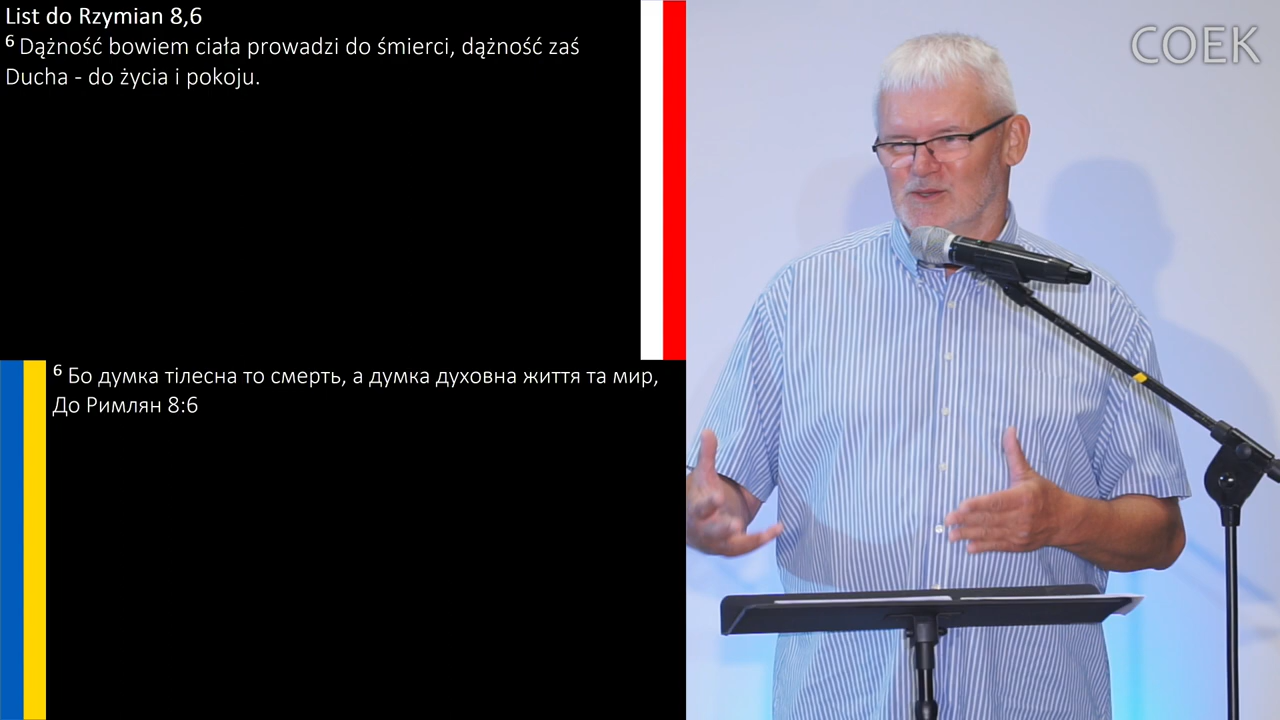 List do Rzymian 8,6
⁶ Dążność bowiem ciała prowadzi do śmierci, dążność zaś
Ducha - do życia i pokoju.
⁶ Бо думка тілесна то смерть, а думка духовна життя та мир,
До Римлян 8:6
COEK